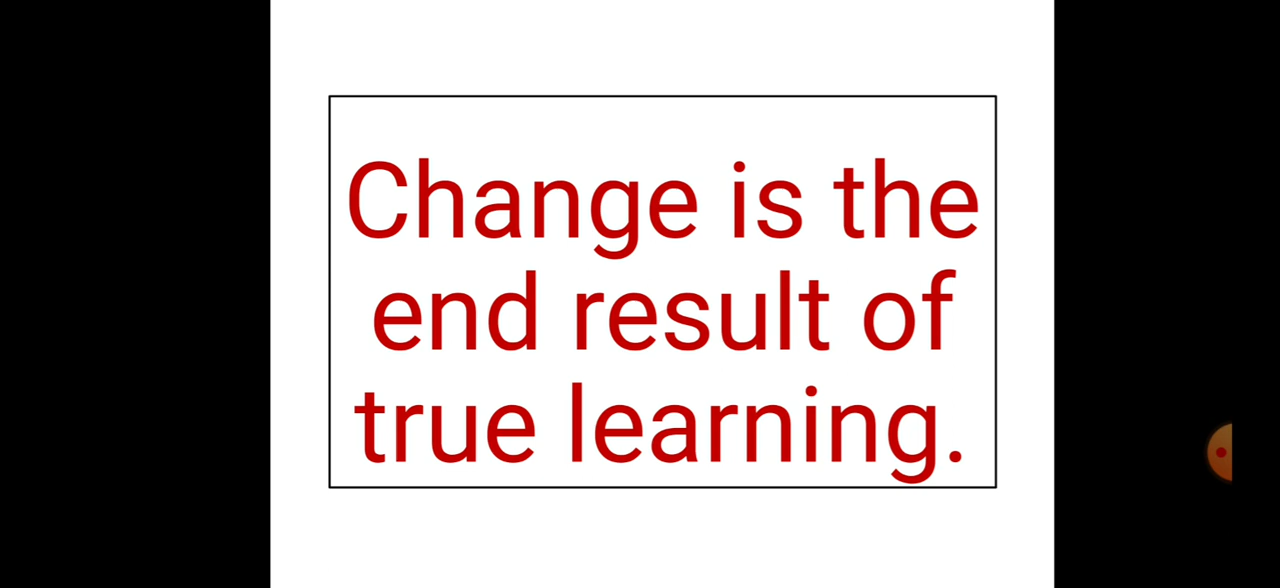 Change is the
end result of
true learning.